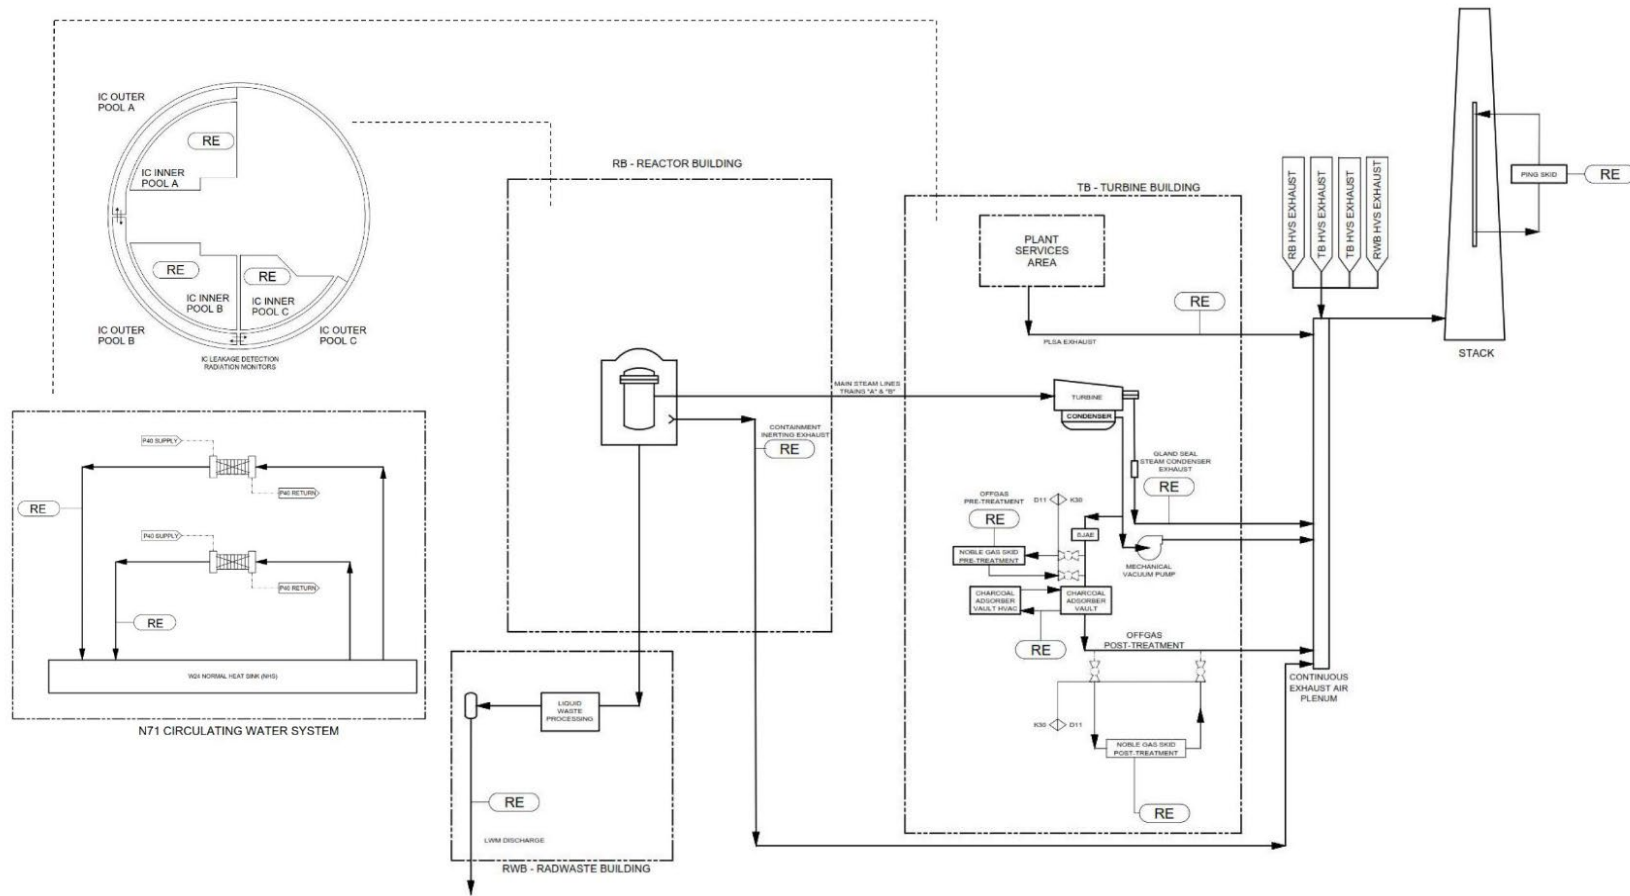 IC OUTER
POOL A
RE
IC INNER
POOL A
RE
RE
IC INNER
POOL B
IC INNER
POOL C
IC OUTER
POOL B
IC OUTER
POOL C
IC LEAKAGE DETECTION
RADIATION MONITORS
P40 SUPPLY
P40 RETURN
RE
P40 SUPPLY
P40 RETURN
RE
W24 NORMAL HEAT SINK (NHS)
N71 CIRCULATING WATER SYSTEM
RB - REACTOR BUILDING
MAIN STEAM LINES
TRAINS "A" & "B"
CONTAINMENT
INERTING EXHAUST
RE
LIQUID
WASTE
PROCESSING
RE
LWM DISCHARGE
RWB - RADWASTE BUILDING
TB - TURBINE BUILDING
PLANT
SERVICES
AREA
RE
PLSA EXHAUST
TURBINE
CONDENSER
GLAND SEAL
STEAM CONDENSER
EXHAUST
RE
OFFGAS
PRE-TREATMENT
RE
D11
K30
SJAE
NOBLE GAS SKID
PRE-TREATMENT
MECHANICAL
VACUUM PUMP
CHARCOAL
ADSORBER
VAULT HVAC
CHARCOAL
ADSORBER
VAULT
RE
OFFGAS
POST-TREATMENT
K30
D11
NOBLE GAS SKID
POST-TREATMENT
RE
CONTINUOUS
EXHAUST AIR
PLENUM
RB HVS EXHAUST
TB HVS EXHAUST
TB HVS EXHAUST
RWB HVS EXHAUST
STACK
PING SKID
RE